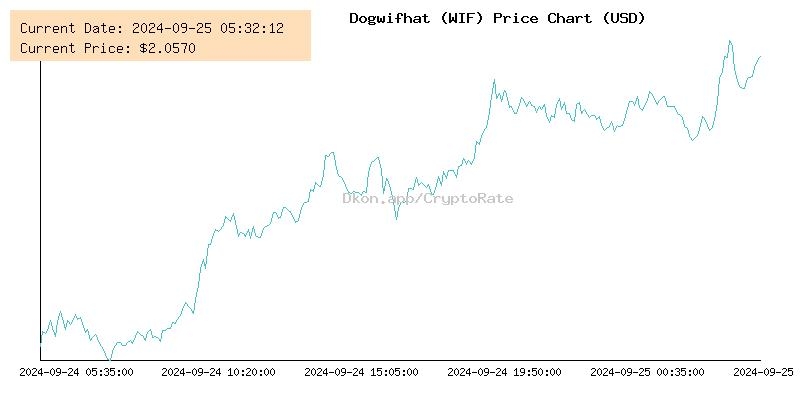 Dogwifhat (WIF) Price Chart (USD)
Current Date: 2024-09-25 05:32:12
Current Price: $2.0570
Dkon.app/CryptoRate
2024-09-24 05:35:00
2024-09-24 10:20:00
2024-09-24 15:05:00
2024-09-24 19:50:00
2024-09-25 00:35:00
2024-09-25